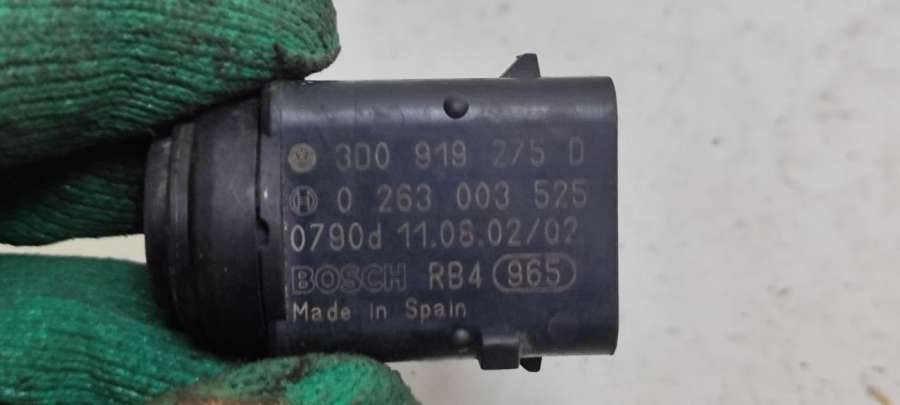 3D0 919 275 D
0 263 003 525
0790d 11.08.02/02
BOSCH RB4 965
Made in Spain